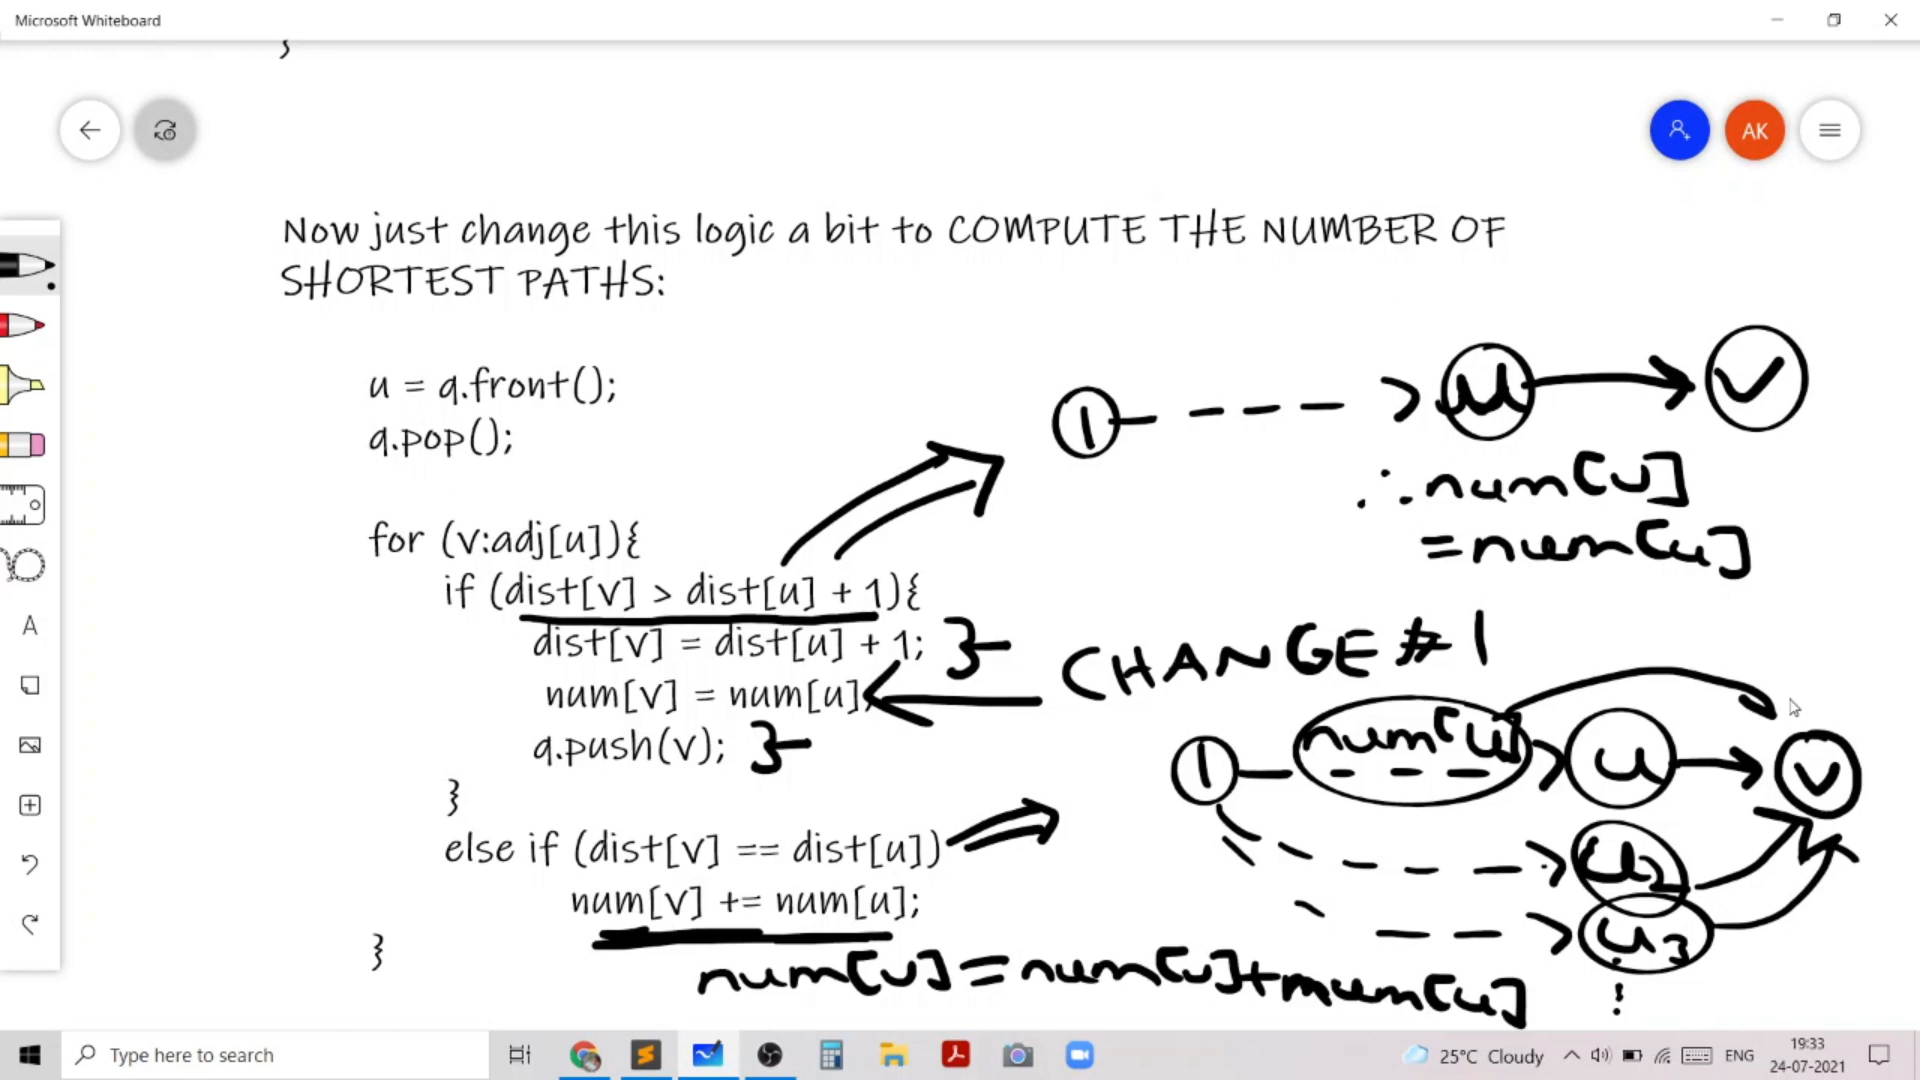 Microsoft Whiteboard
}
AK
Now just change this logic a bit to COMPUTE THE NUMBER OF
SHORTEST PATHS:
u = q.front();
q.pop();
for (v:adj[u]){
if (dist[v] > dist[u] + 1){
dist[v] = dist[u] + 1;
num[v] = num[u];
q.push(v);
}
else if (dist[v] == dist[u])
num[v] += num[u];
}
1 u v
∴ num[v]
= num[u]
CHANGE # 1
1 num[u] u v
u2
u3
num[v] = num[v] + num[u]
A
Type here to search
25°C Cloudy
ENG
19:33
24-07-2021